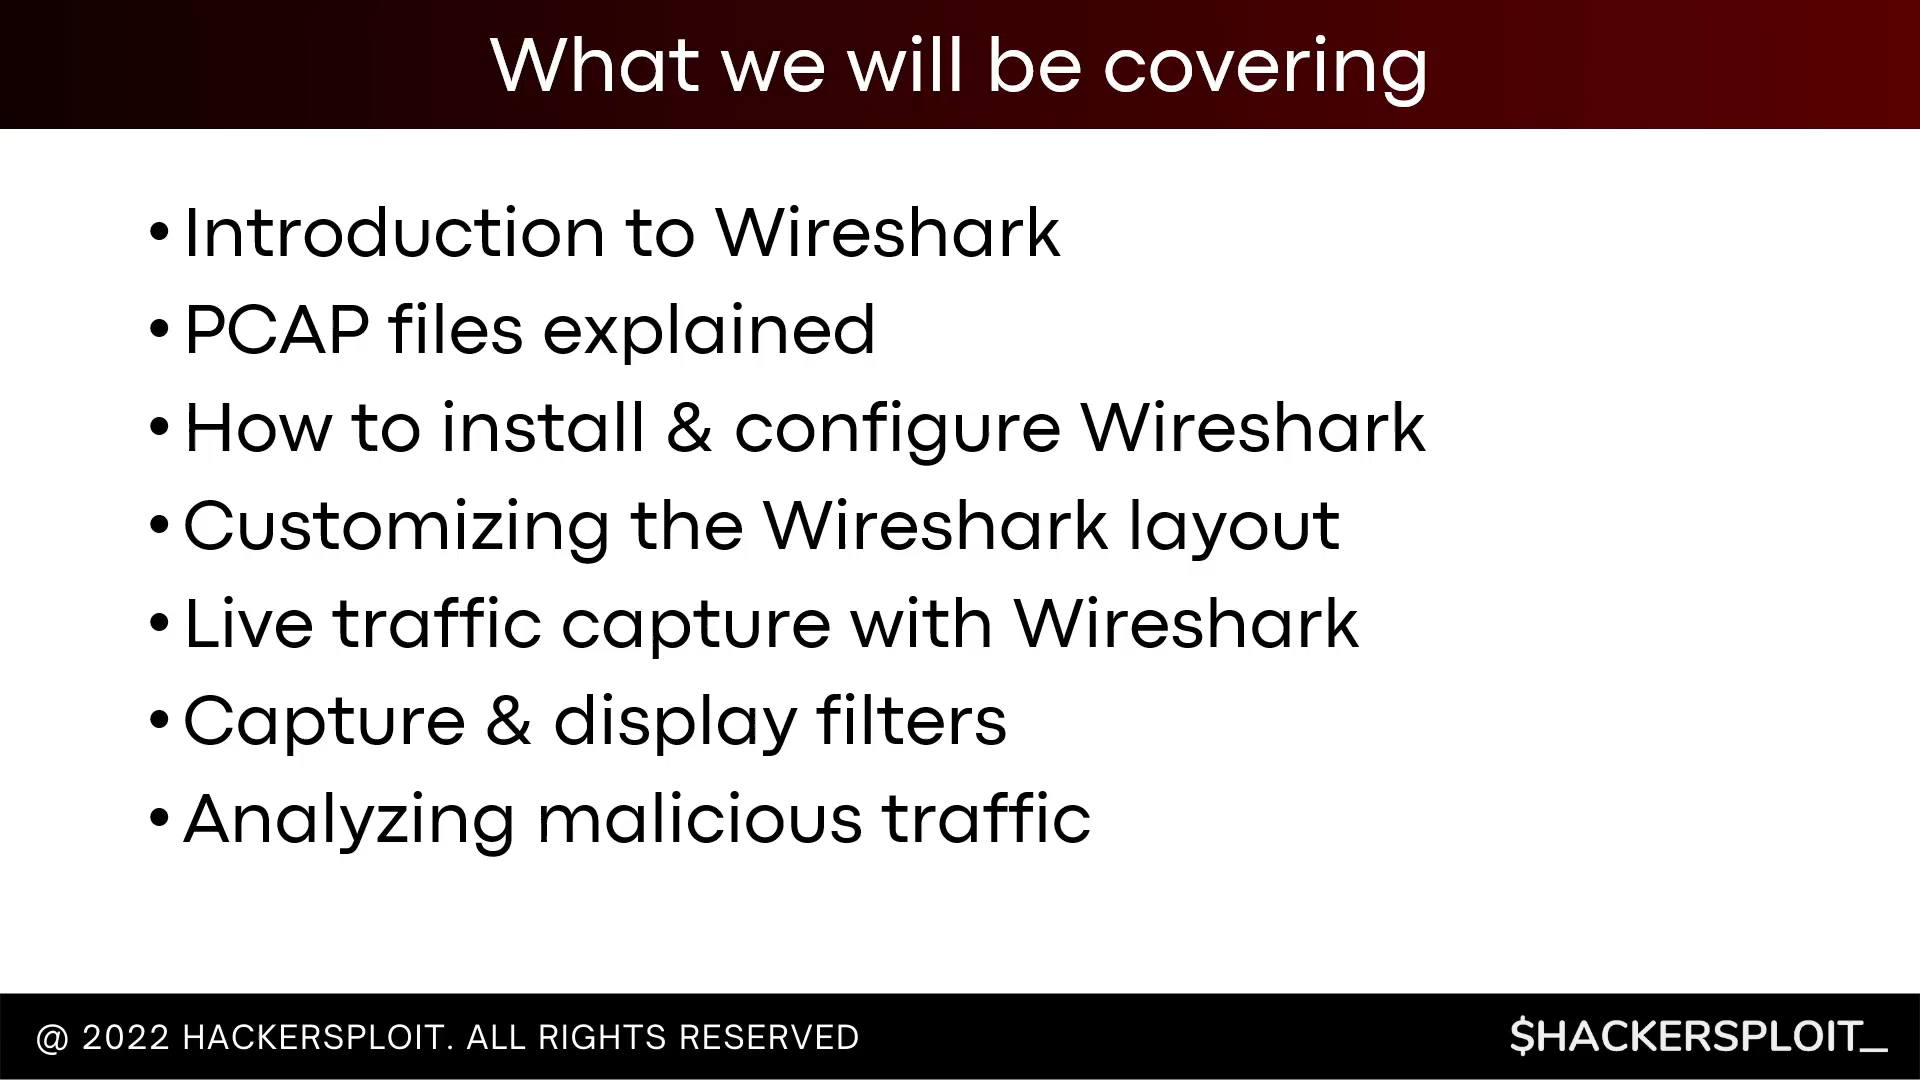 What we will be covering
• Introduction to Wireshark
• PCAP files explained
• How to install & configure Wireshark
• Customizing the Wireshark layout
• Live traffic capture with Wireshark
• Capture & display filters
• Analyzing malicious traffic
@ 2022 HACKERSPLOIT. ALL RIGHTS RESERVED
$HACKERSPLOIT_